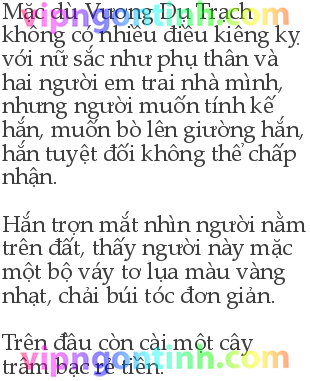 Mặc dù Vương Dụ Trạch
không có nhiều điều kiêng kỵ
với nữ sắc như phụ thân và
hai người em trai nhà mình,
nhưng người muốn tính kế
hắn, muốn bò lên giường hắn,
hắn tuyệt đối không thể chấp
nhận.
Hắn trợn mắt nhìn người nằm
trên đất, thấy người này mặc
một bộ váy tơ lụa màu vàng
nhạt, chải búi tóc đơn giản.
Trên đầu còn cài một cây
trâm bạc rẻ tiền.
vipngontinh.com
vipngontinh.com